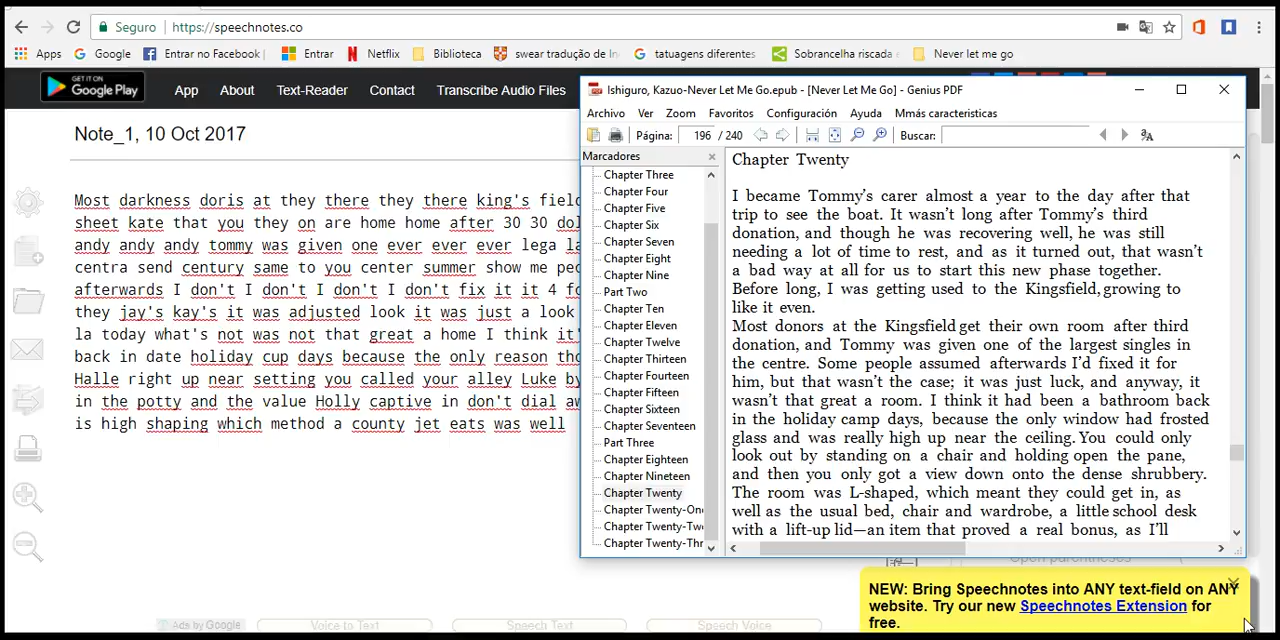 Seguro https://speechnotes.co
Apps Google Entrar no Facebook Entrar Netflix Biblioteca swear tradução de In tatuagens diferentes Sobrancelha riscada Never let me go
GET IT ON Google Play App About Text-Reader Contact Transcribe Audio Files
Note_1, 10 Oct 2017
Most darkness doris at they there they there king's field
sheet kate that you they on are home home after 30 30 dol
andy andy andy tommy was given one ever ever ever lega la
centra send century same to you center summer show me peo
afterwards I don't I don't I don't I don't fix it it 4 fo
they jay's kay's it was adjusted look it was just a look
la today what's not was not that great a home I think it'
back in date holiday cup days because the only reason tho
Halle right up near setting you called your alley Luke by
in the potty and the value Holly captive in don't dial aw
is high shaping which method a county jet eats was well
Ishiguro, Kazuo-Never Let Me Go.epub - [Never Let Me Go] - Genius PDF
Archivo Ver Zoom Favoritos Configuración Ayuda Mmás características
Página: 196 / 240 Buscar:
Marcadores
Chapter Three
Chapter Four
Chapter Five
Chapter Six
Chapter Seven
Chapter Eight
Chapter Nine
Part Two
Chapter Ten
Chapter Eleven
Chapter Twelve
Chapter Thirteen
Chapter Fourteen
Chapter Fifteen
Chapter Sixteen
Chapter Seventeen
Part Three
Chapter Eighteen
Chapter Nineteen
Chapter Twenty
Chapter Twenty-One
Chapter Twenty-Tw
Chapter Twenty-Thr
Chapter Twenty
I became Tommy's carer almost a year to the day after that
trip to see the boat. It wasn't long after Tommy's third
donation, and though he was recovering well, he was still
needing a lot of time to rest, and as it turned out, that wasn't
a bad way at all for us to start this new phase together.
Before long, I was getting used to the Kingsfield, growing to
like it even.
Most donors at the Kingsfield get their own room after third
donation, and Tommy was given one of the largest singles in
the centre. Some people assumed afterwards I'd fixed it for
him, but that wasn't the case; it was just luck, and anyway, it
wasn't that great a room. I think it had been a bathroom back
in the holiday camp days, because the only window had frosted
glass and was really high up near the ceiling. You could only
look out by standing on a chair and holding open the pane,
and then you only got a view down onto the dense shrubbery.
The room was L-shaped, which meant they could get in, as
well as the usual bed, chair and wardrobe, a little school desk
with a lift-up lid—an item that proved a real bonus, as I'll
Open parentheses
NEW: Bring Speechnotes into ANY text-field on ANY
website. Try our new Speechnotes Extension for
free.
Ads by Google Voice to Text Speech Text Speech Voice